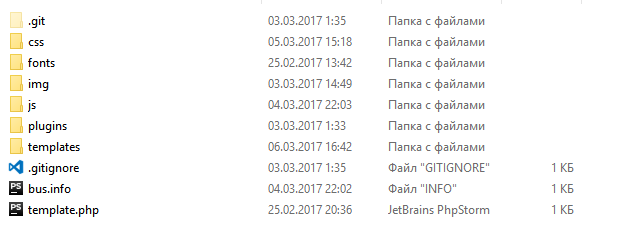 .git 03.03.2017 1:35 Папка с файлами
css 05.03.2017 15:18 Папка с файлами
fonts 25.02.2017 13:42 Папка с файлами
img 03.03.2017 14:49 Папка с файлами
js 04.03.2017 22:03 Папка с файлами
plugins 03.03.2017 1:33 Папка с файлами
templates 06.03.2017 16:42 Папка с файлами
.gitignore 03.03.2017 1:35 Файл "GITIGNORE" 1 КБ
PS bus.info 04.03.2017 22:02 Файл "INFO" 1 КБ
PS template.php 25.02.2017 20:36 JetBrains PhpStorm 1 КБ